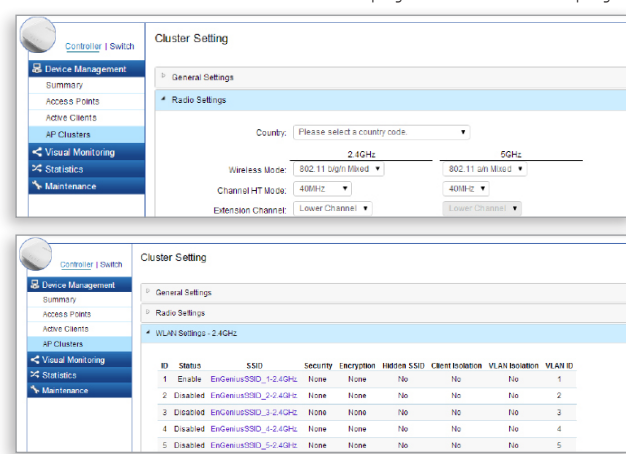 Controller | Switch
Cluster Setting
Device Management
General Settings
Summary
Access Points
Radio Settings
Active Clients
AP Clusters
Country: Please select a country code.
Visual Monitoring
2.4GHz 5GHz
Statistics
Wireless Mode: 802.11 b/g/n Mixed 802.11 a/n Mixed
Maintenance
Channel HT Mode: 40MHz 40MHz
Extension Channel: Lower Channel Lower Channel
Controller | Switch
Cluster Setting
Device Management
General Settings
Summary
Access Points
Radio Settings
Active Clients
WLAN Settings - 2.4GHz
AP Clusters
Visual Monitoring
Statistics
Maintenance
ID Status SSID Security Encryption Hidden SSID Client Isolation VLAN Isolation VLAN ID
1 Enable EnGeniusSSID_1-2.4GHz None None No No No 1
2 Disabled EnGeniusSSID_2-2.4GHz None None No No No 2
3 Disabled EnGeniusSSID_3-2.4GHz None None No No No 3
4 Disabled EnGeniusSSID_4-2.4GHz None None No No No 4
5 Disabled EnGeniusSSID_5-2.4GHz None None No No No 5